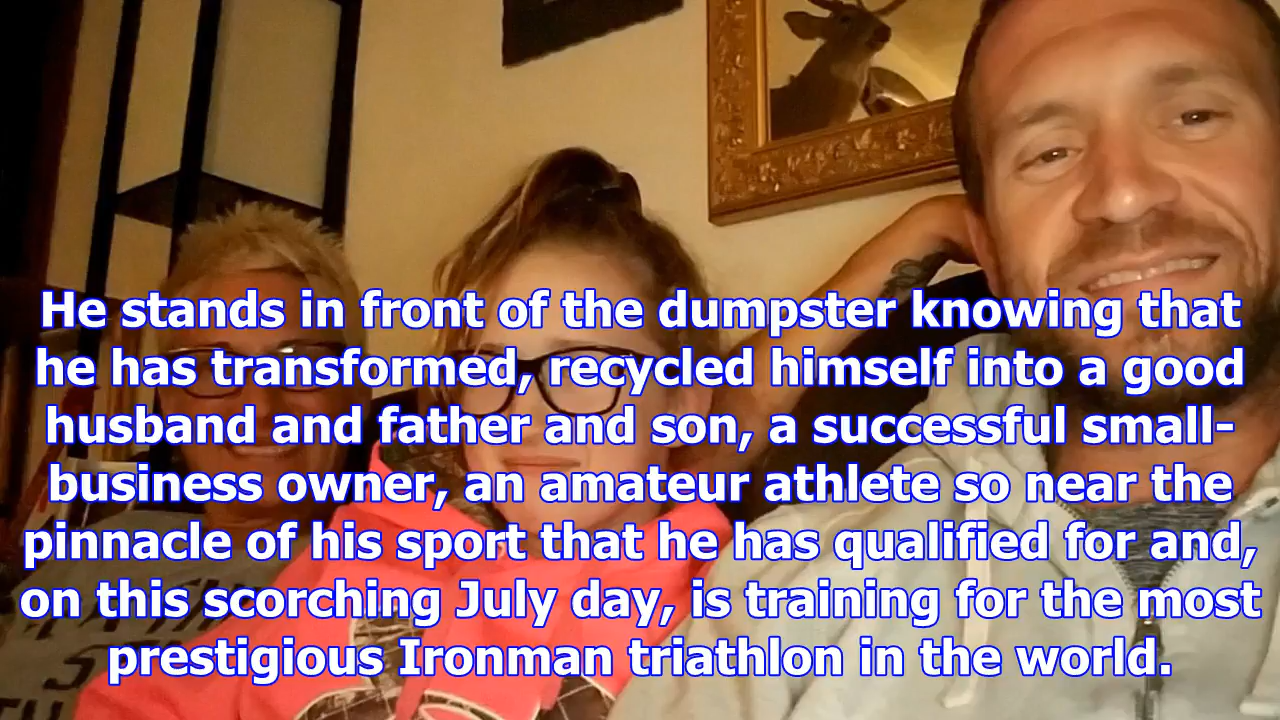 He stands in front of the dumpster knowing that
he has transformed, recycled himself into a good
husband and father and son, a successful small-
business owner, an amateur athlete so near the
pinnacle of his sport that he has qualified for and,
on this scorching July day, is training for the most
prestigious Ironman triathlon in the world.